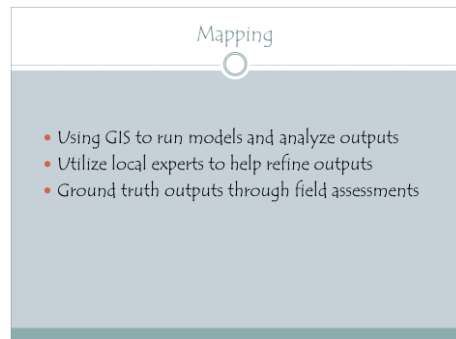 Mapping
• Using GIS to run models and analyze outputs
• Utilize local experts to help refine outputs
• Ground truth outputs through field assessments